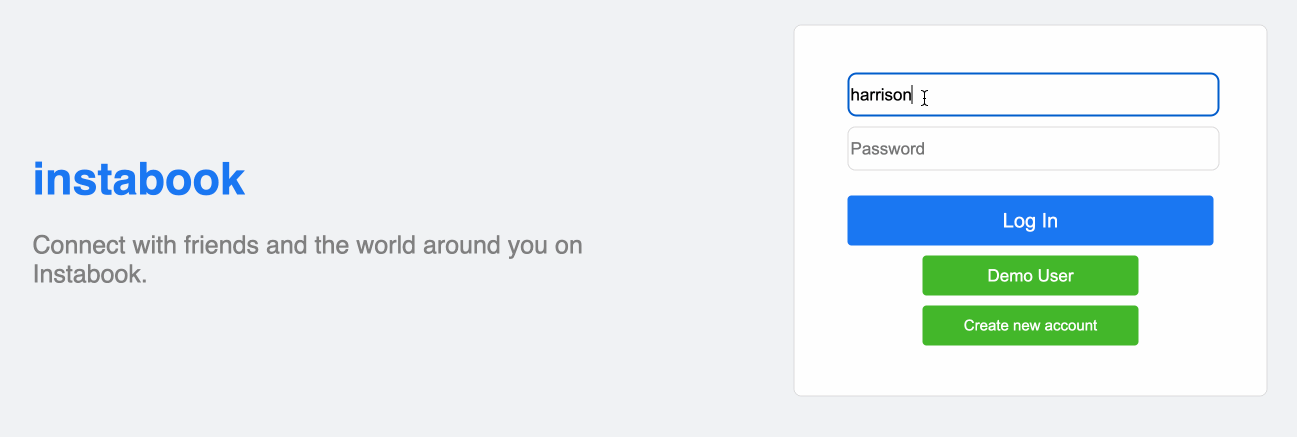 instabook
Connect with friends and the world around you on
Instabook.
harrison
Password
Log In
Demo User
Create new account